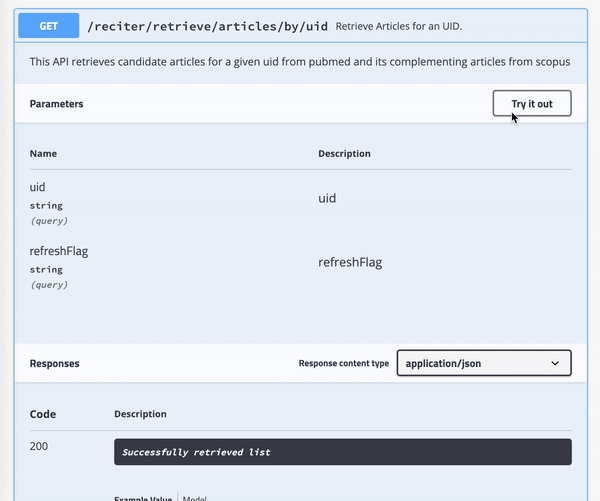 GET /reciter/retrieve/articles/by/uid Retrieve Articles for an UID.
This API retrieves candidate articles for a given uid from pubmed and its complementing articles from scopus
Parameters Try it out
Name Description
uid
string
(query)
uid
refreshFlag
string
(query)
refreshFlag
Responses Response content type application/json
Code Description
200 Successfully retrieved list
Example Value Model